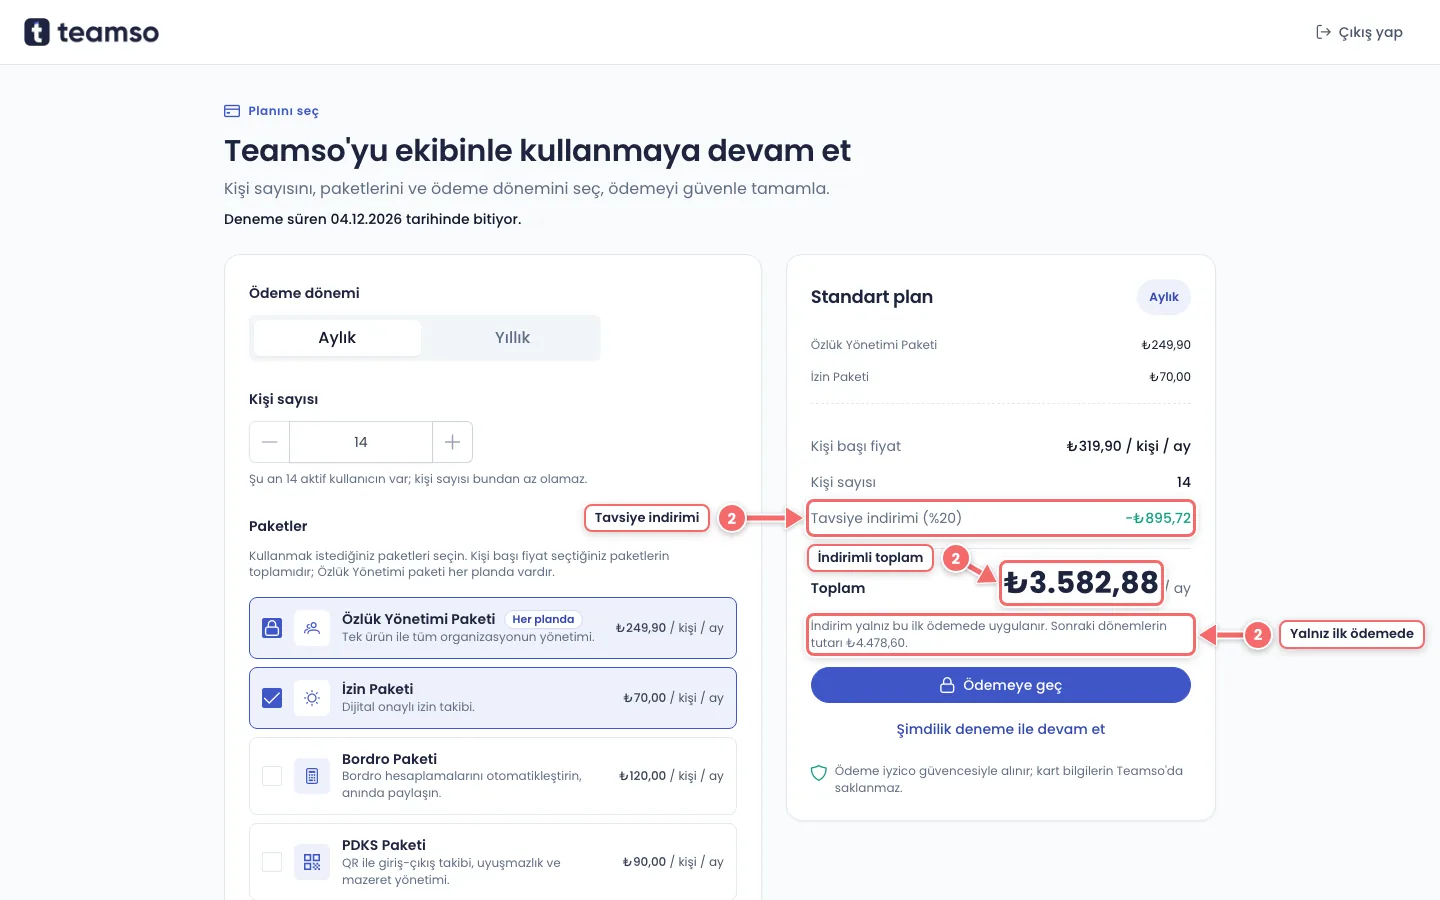 teamso
Çıkış yap
Planını seç
Teamso'yu ekibinle kullanmaya devam et
Kişi sayısını, paketlerini ve ödeme dönemini seç, ödemeyi güvenle tamamla.
Deneme süren 04.12.2026 tarihinde bitiyor.
Ödeme dönemi
Aylık
Yıllık
Kişi sayısı
14
Şu an 14 aktif kullanıcın var; kişi sayısı bundan az olamaz.
Paketler
Kullanmak istediğiniz paketleri seçin. Kişi başı fiyat seçtiğiniz paketlerin
toplamıdır; Özlük Yönetimi paketi her planda vardır.
Özlük Yönetimi Paketi Her planda
Tek ürün ile tüm organizasyonun yönetimi.
₺249,90 / kişi / ay
İzin Paketi
Dijital onaylı izin takibi.
₺70,00 / kişi / ay
Bordro Paketi
Bordro hesaplamalarını otomatikleştirin,
anında paylaşın.
₺120,00 / kişi / ay
PDKS Paketi
QR ile giriş-çıkış takibi, uyuşmazlık ve
mazeret yönetimi.
₺90,00 / kişi / ay
Standart plan
Aylık
Özlük Yönetimi Paketi ₺249,90
İzin Paketi ₺70,00
Kişi başı fiyat ₺319,90 / kişi / ay
Kişi sayısı 14
Tavsiye indirimi 2
Tavsiye indirimi (%20) -₺895,72
İndirimli toplam 2
Toplam ₺3.582,88 / ay
İndirim yalnız bu ilk ödemede uygulanır. Sonraki dönemlerin
tutarı ₺4.478,60.
2 Yalnız ilk ödemede
Ödemeye geç
Şimdilik deneme ile devam et
Ödeme iyzico güvencesiyle alınır; kart bilgilerin Teamso'da
saklanmaz.